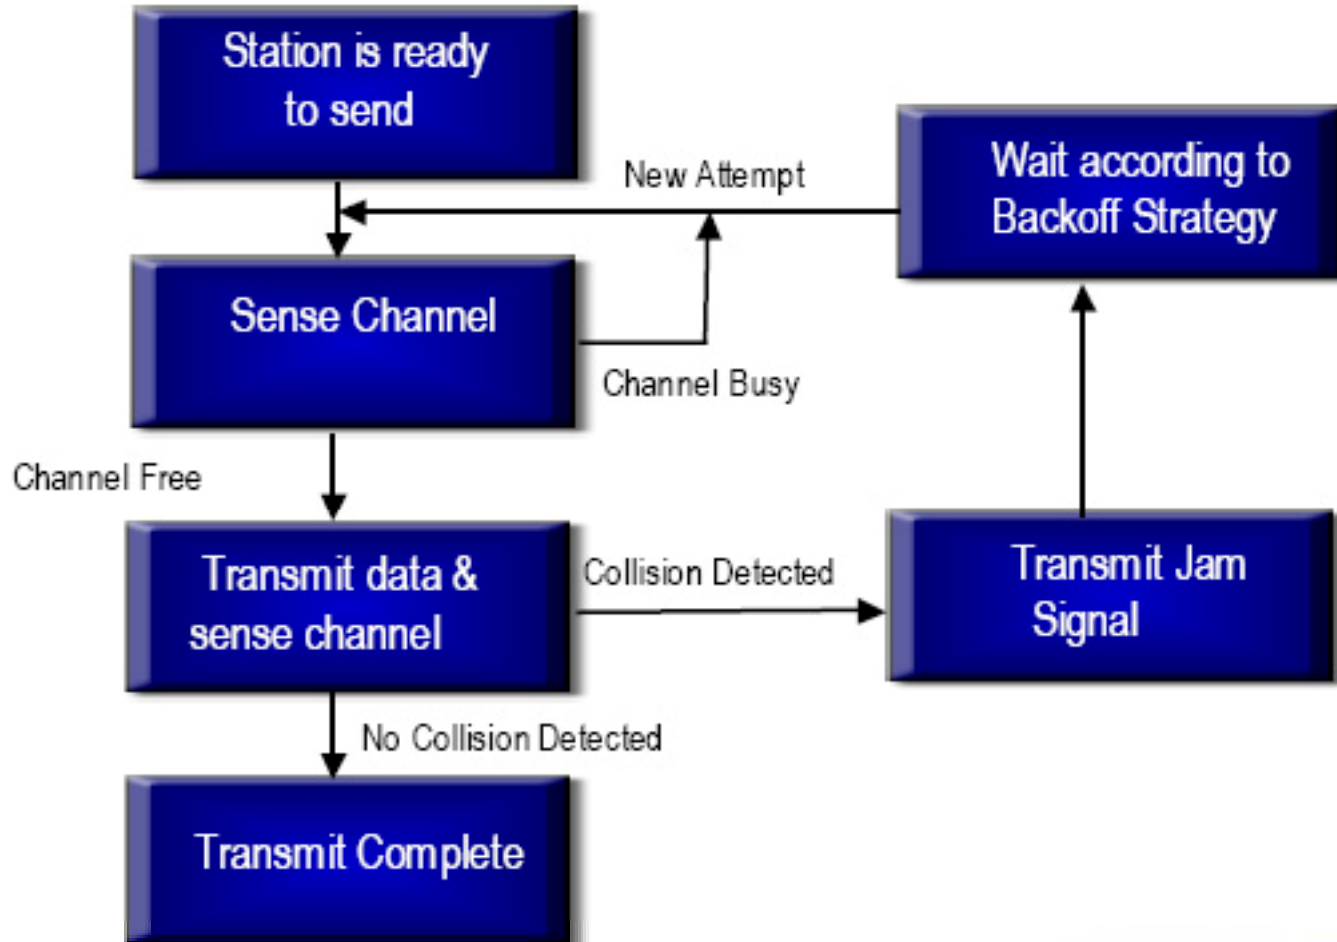 Station is ready
to send
New Attempt
Wait according to
Backoff Strategy
Sense Channel
Channel Busy
Channel Free
Transmit data &
sense channel
Collision Detected
Transmit Jam
Signal
No Collision Detected
Transmit Complete